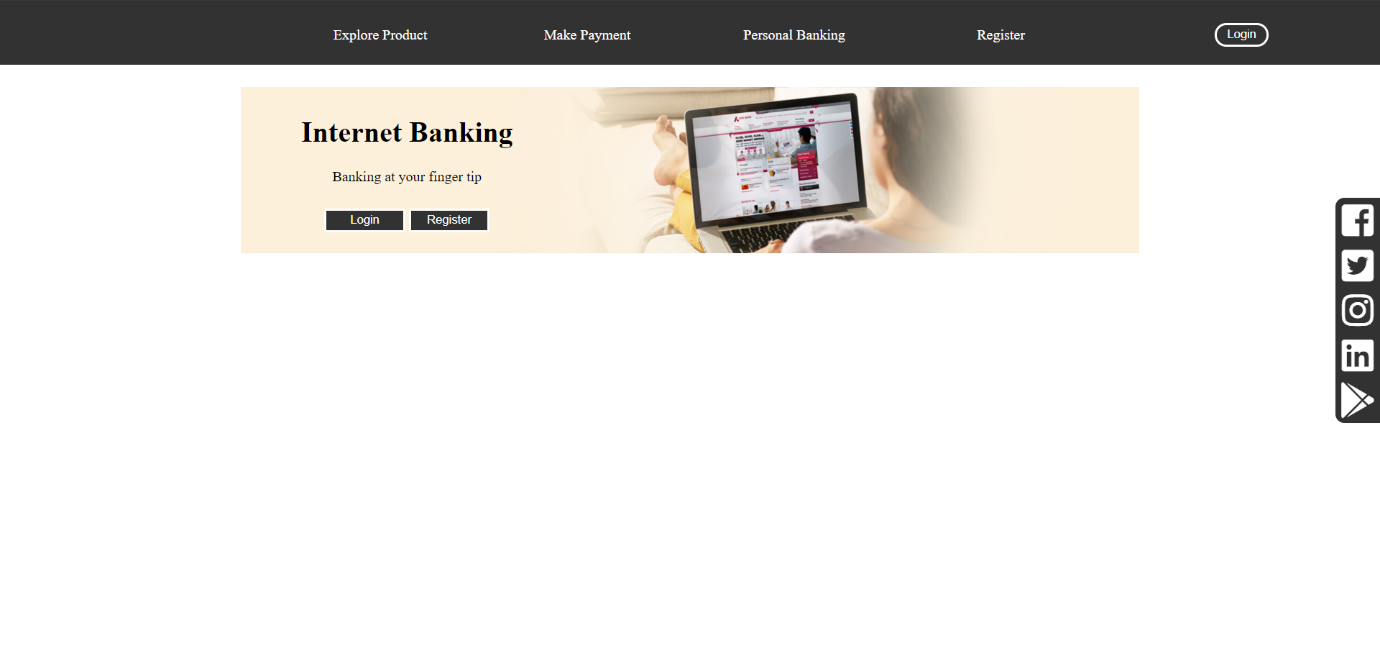 Explore Product
Make Payment
Personal Banking
Register
Login
Internet Banking
Banking at your finger tip
Login
Register